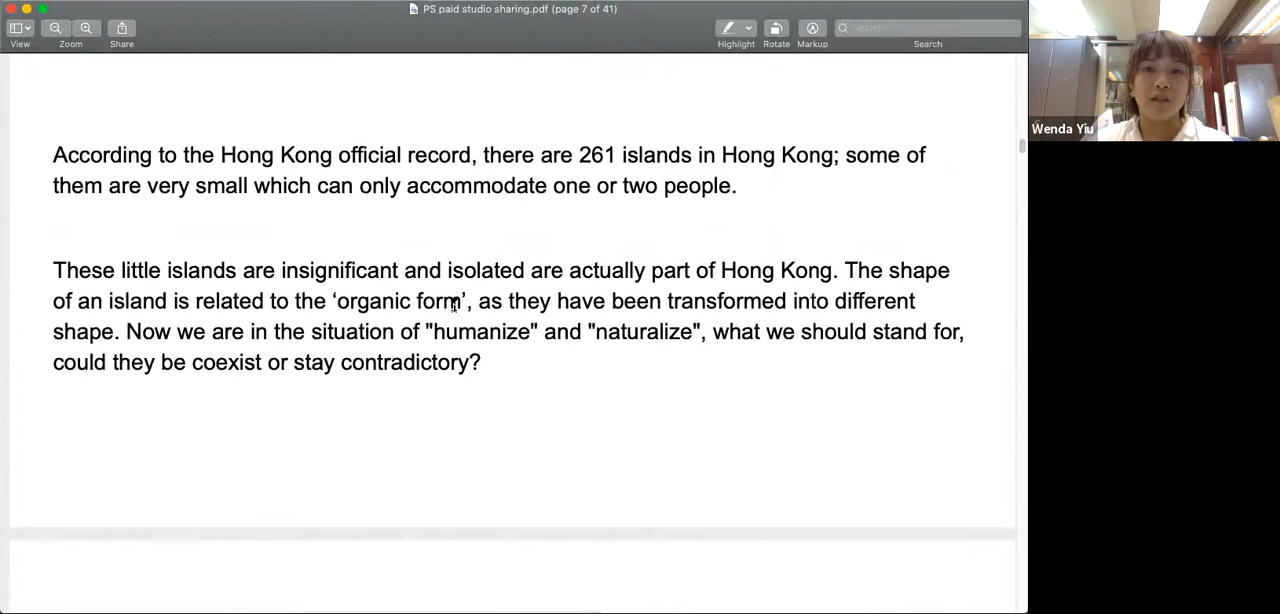 PS paid studio sharing.pdf (page 7 of 41)
View
Zoom
Share
Highlight
Rotate
Markup
Search
Search
Wenda Yiu
According to the Hong Kong official record, there are 261 islands in Hong Kong; some of
them are very small which can only accommodate one or two people.
These little islands are insignificant and isolated are actually part of Hong Kong. The shape
of an island is related to the ‘organic form’, as they have been transformed into different
shape. Now we are in the situation of "humanize" and "naturalize", what we should stand for,
could they be coexist or stay contradictory?